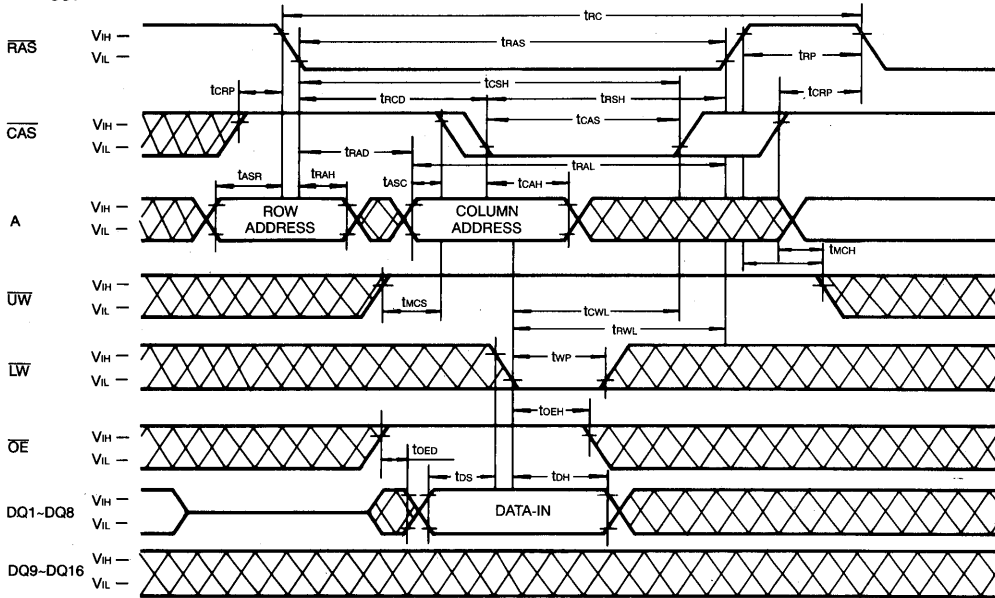 tRC
RAS VIH
VIL
tRAS
tRP
tCRP
tCSH
tRCD
tRSH
tCRP
CAS VIH
VIL
tCAS
tRAD
tRAL
tASR
tRAH
tASC
tCAH
A VIH
VIL
ROW ADDRESS
COLUMN ADDRESS
tMCH
UW VIH
VIL
tMCS
tCWL
tRWL
LW VIH
VIL
tWP
tOEH
OE VIH
VIL
tOED
tDS
tDH
DQ1~DQ8 VIH
VIL
DATA-IN
DQ9~DQ16 VIH
VIL